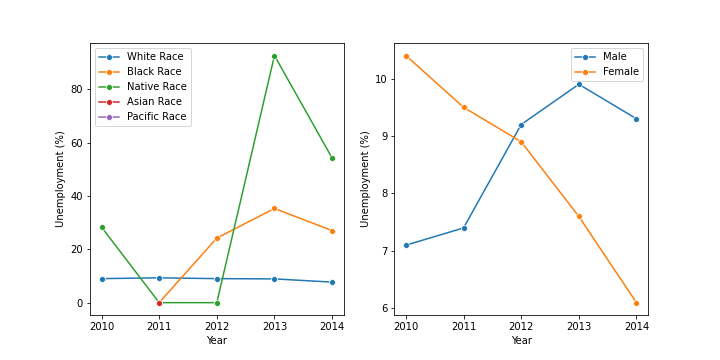 White Race
Black Race
Native Race
Asian Race
Pacific Race
80
60
40
20
0
Unemployment (%)
2010 2011 2012 2013 2014
Year
Male
Female
10
9
8
7
6
Unemployment (%)
2010 2011 2012 2013 2014
Year